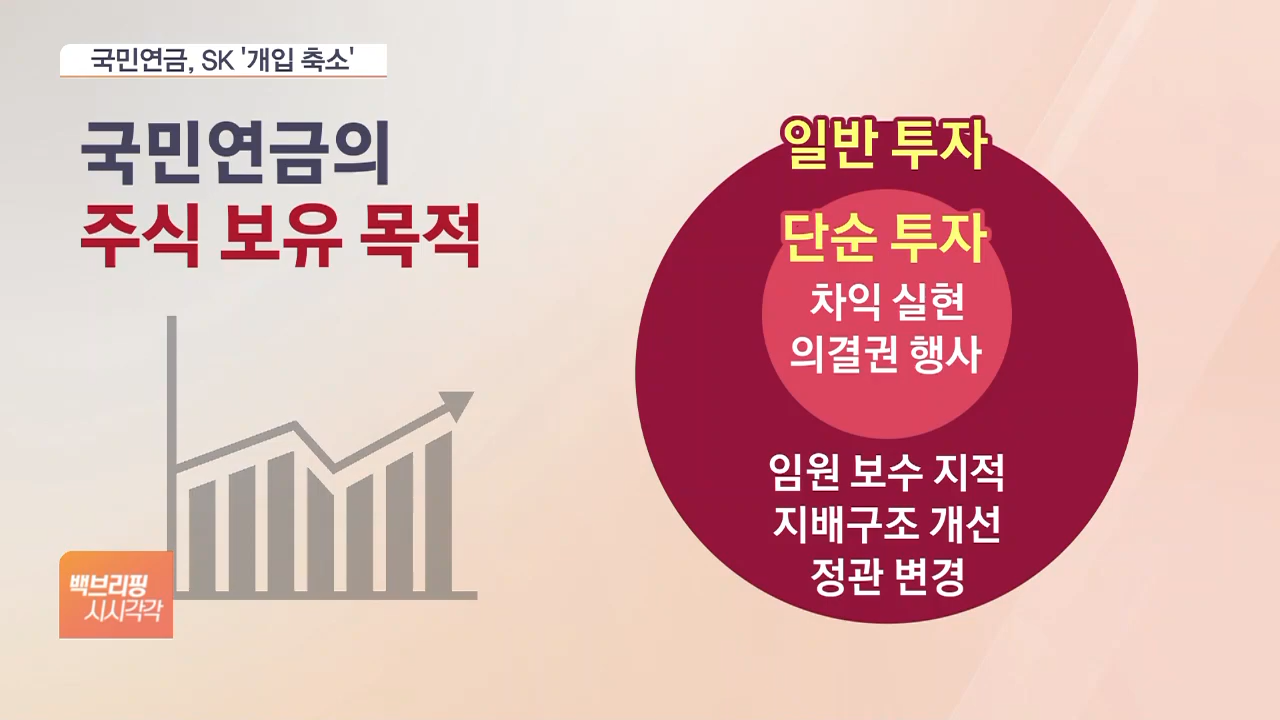 국민연금, SK '개입 축소'
국민연금의
주식 보유 목적
일반 투자
단순 투자
차익 실현
의결권 행사
임원 보수 지적
지배구조 개선
정관 변경
백브리핑
시시각각